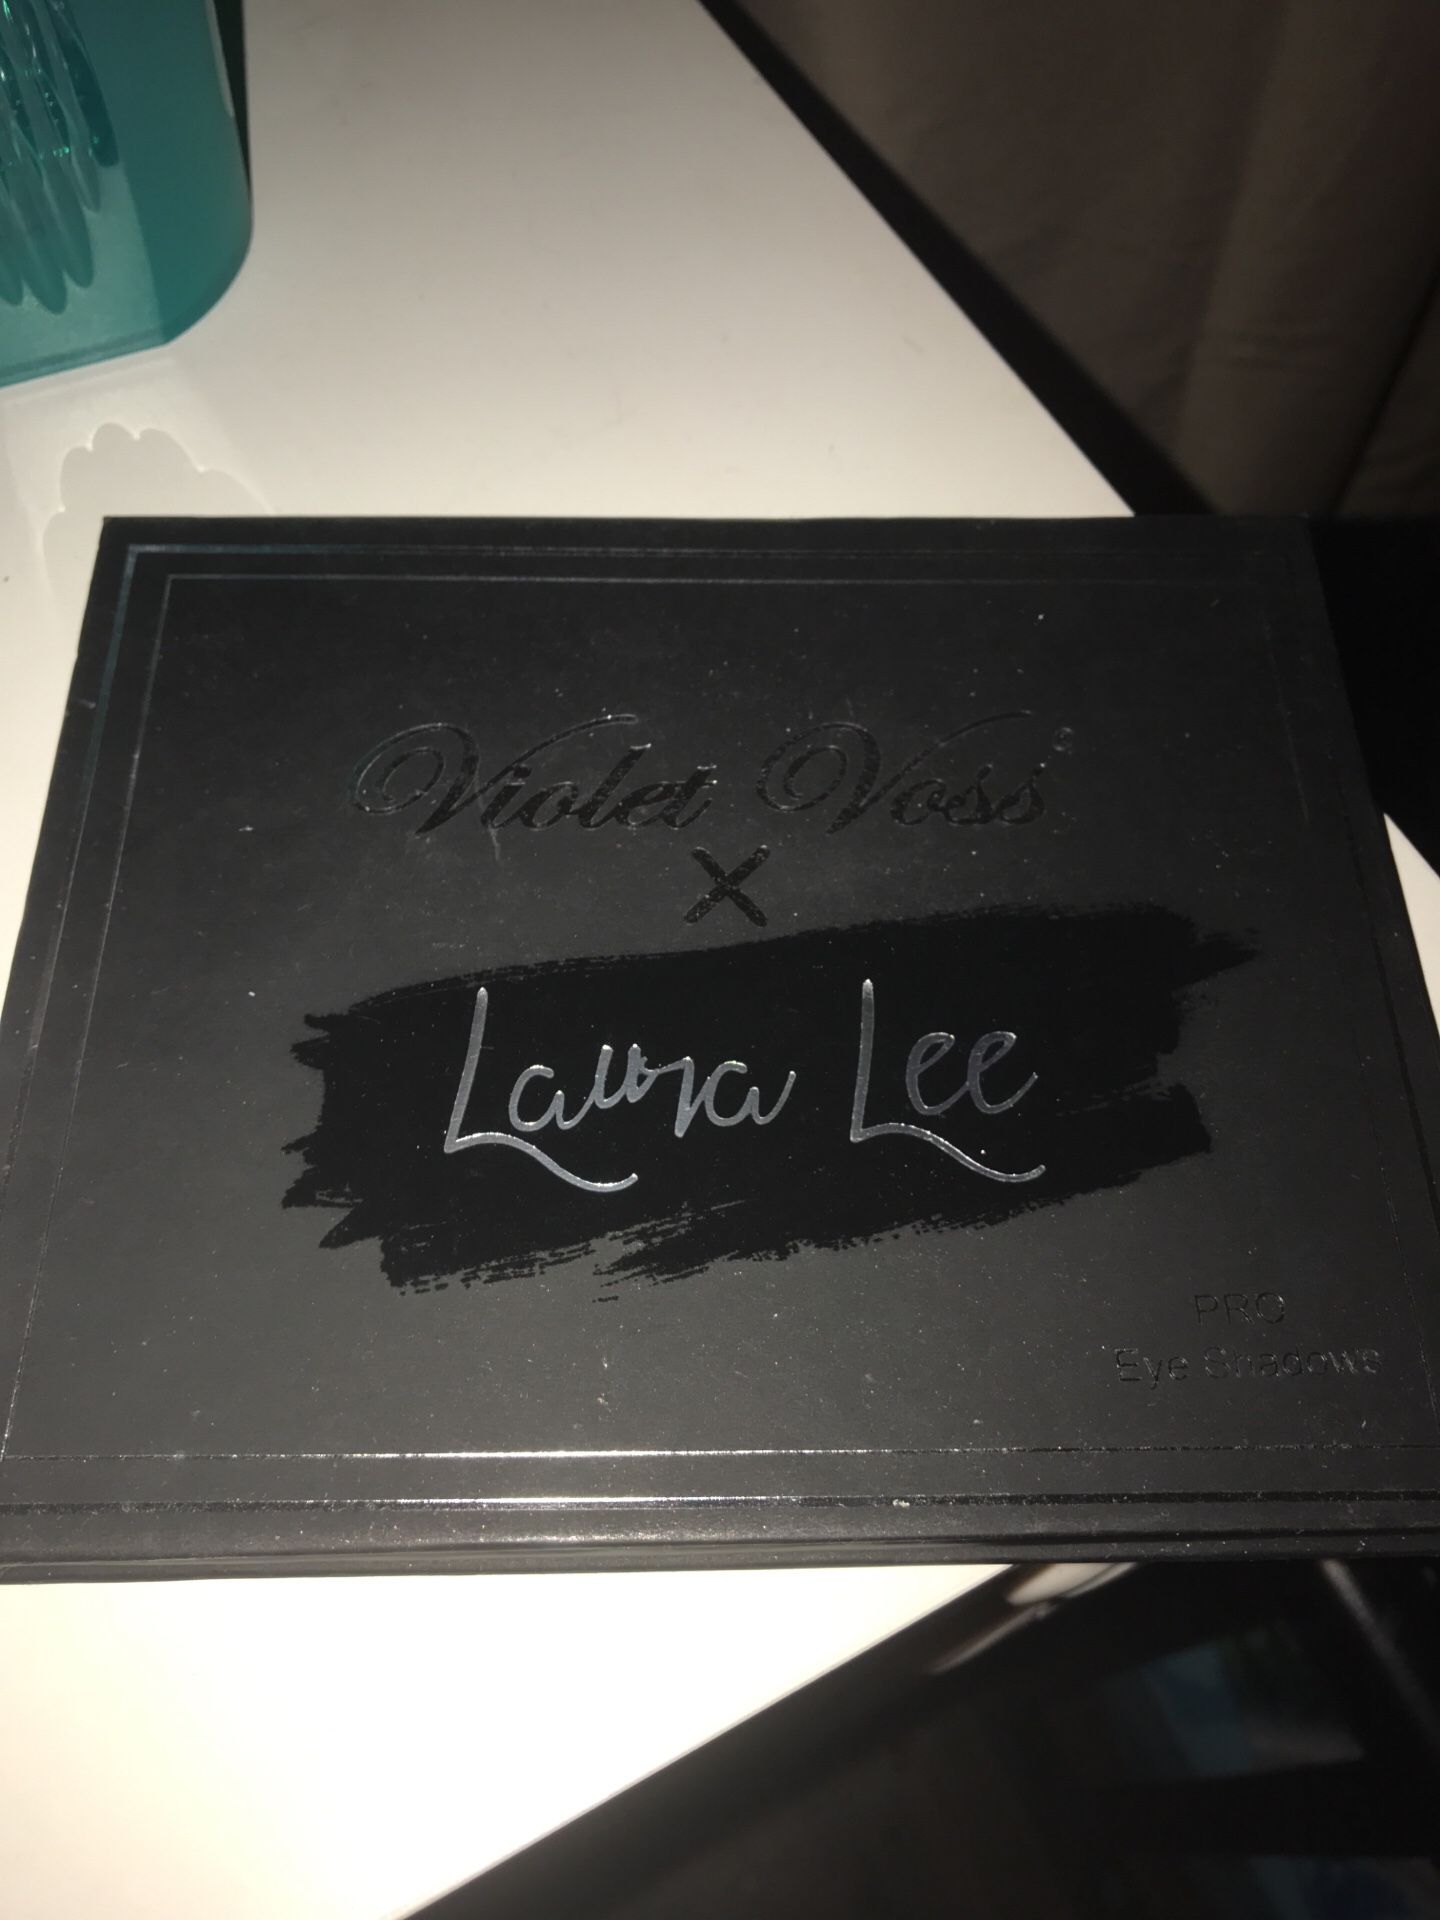 Violet Voss®
X
Laura Lee
PRO
Eye Shadows